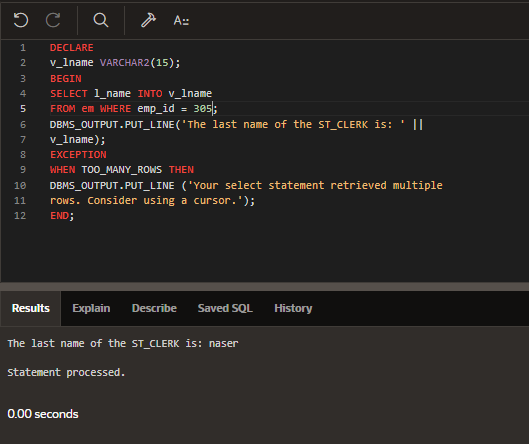 A
1 DECLARE
2 v_lname VARCHAR2(15);
3 BEGIN
4 SELECT l_name INTO v_lname
5 FROM em WHERE emp_id = 305;
6 DBMS_OUTPUT.PUT_LINE('The last name of the ST_CLERK is: ' ||
7 v_lname);
8 EXCEPTION
9 WHEN TOO_MANY_ROWS THEN
10 DBMS_OUTPUT.PUT_LINE ('Your select statement retrieved multiple
11 rows. Consider using a cursor.');
12 END;
Results Explain Describe Saved SQL History
The last name of the ST_CLERK is: naser
Statement processed.
0.00 seconds